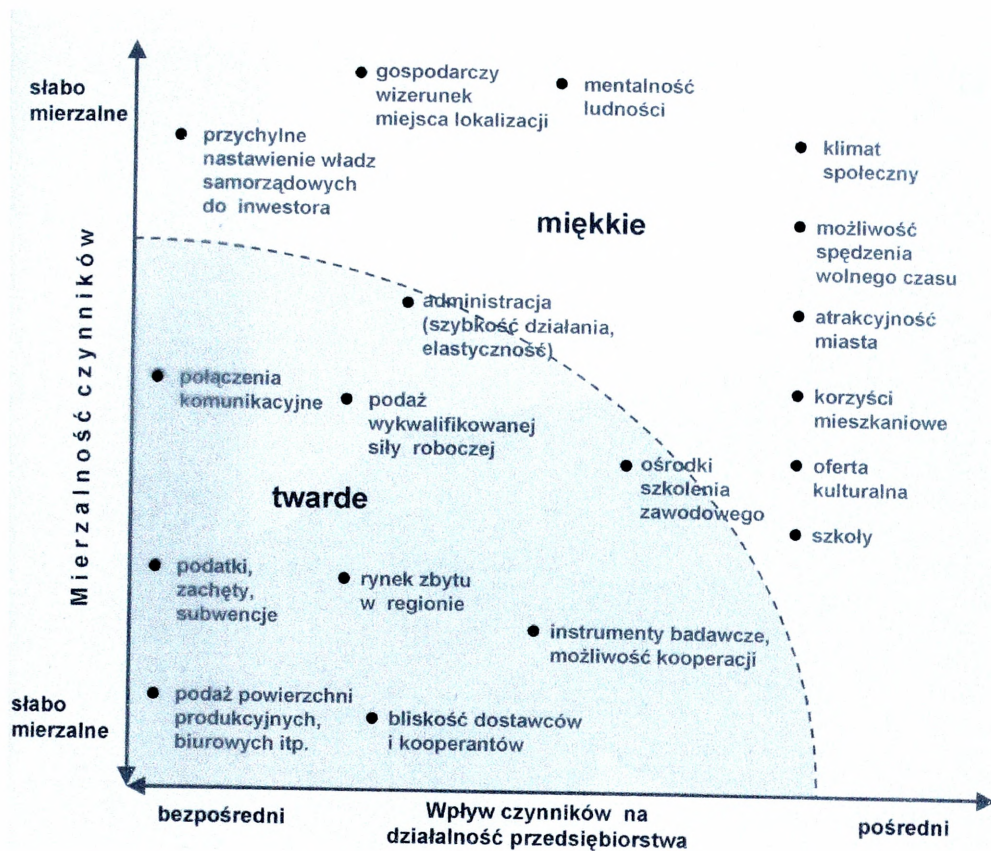 słabo
mierzalne
gospodarczy
wizerunek
miejsca lokalizacji
mentalność
ludności
przychylne
nastawienie władz
samorządowych
do inwestora
klimat
społeczny
miękkie
możliwość
spędzenia
wolnego czasu
administracja
(szybkość działania,
elastyczność)
atrakcyjność
miasta
połączenia
komunikacyjne
podaż
wykwalifikowanej
siły roboczej
korzyści
mieszkaniowe
Mierzalność czynników
twarde
ośrodki
szkolenia
zawodowego
oferta
kulturalna
szkoły
podatki,
zachęty,
subwencje
rynek zbytu
w regionie
instrumenty badawcze,
możliwość kooperacji
słabo
mierzalne
podaż powierzchni
produkcyjnych,
biurowych itp.
bliskość dostawców
i kooperantów
bezpośredni
Wpływ czynników na
działalność przedsiębiorstwa
pośredni